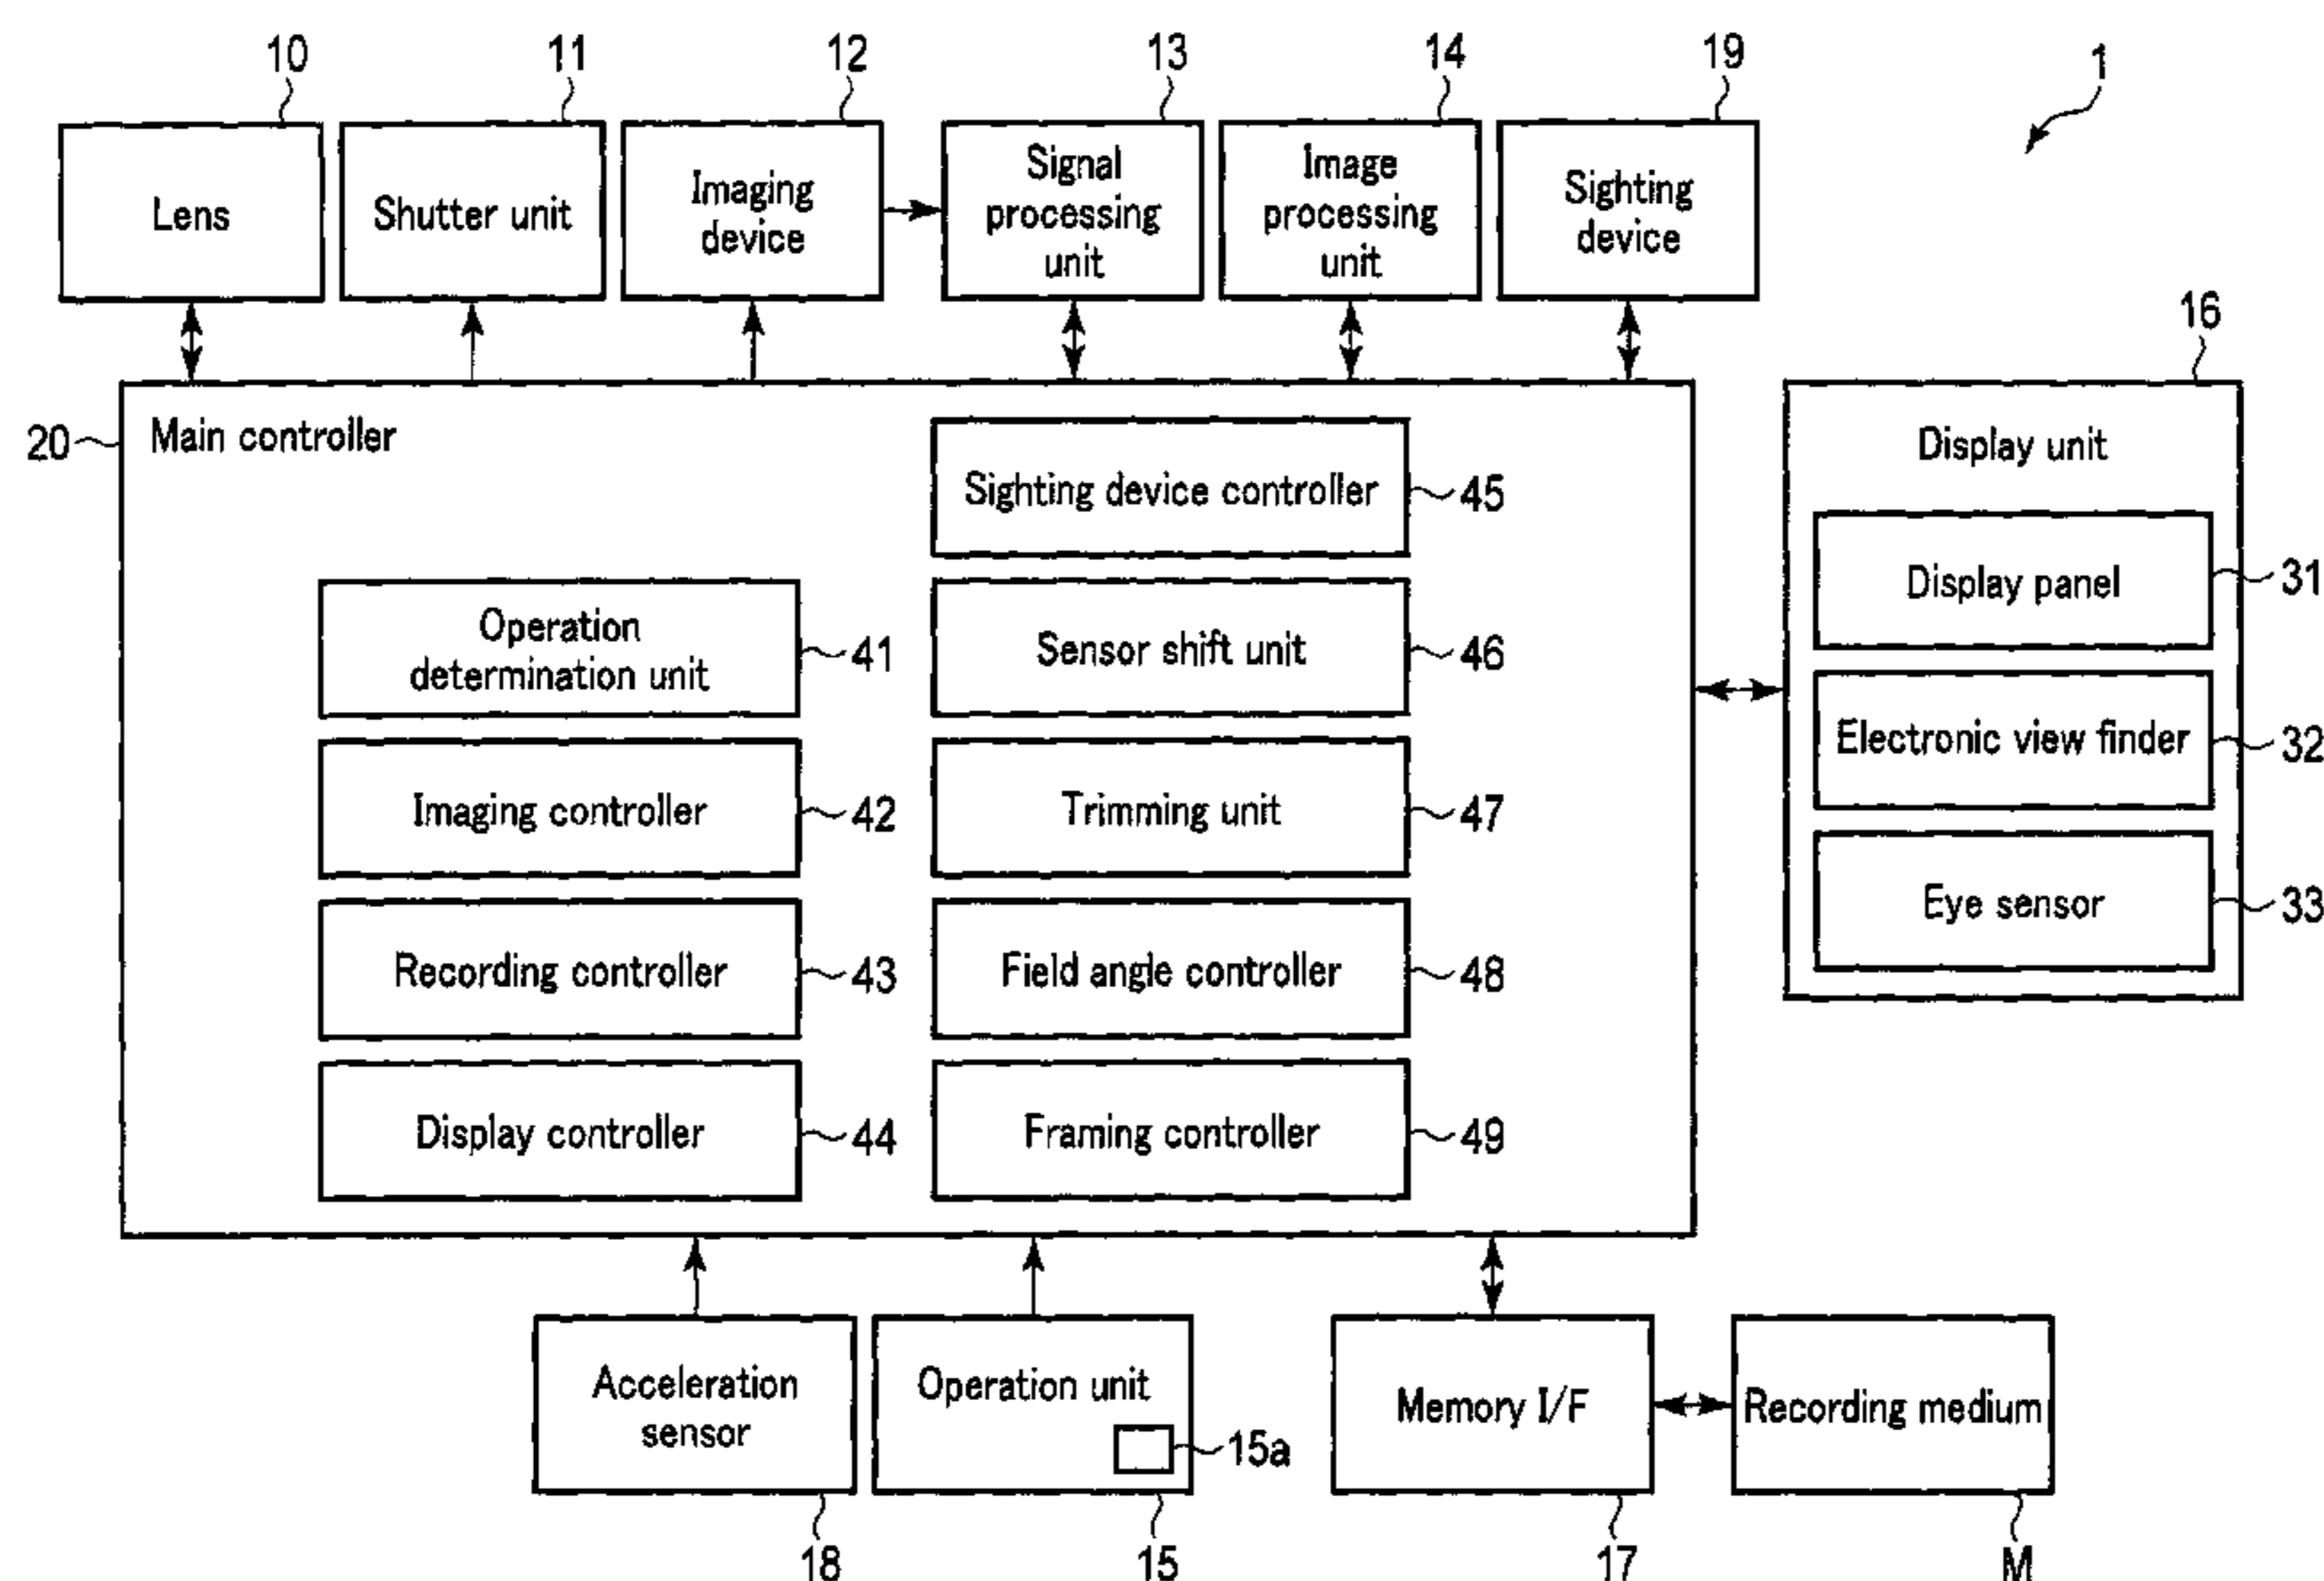 10
11
12
13
14
19
1
Lens
Shutter unit
Imaging
device
Signal
processing
unit
Image
processing
unit
Sighting
device
16
20
Main controller
Display unit
Sighting device controller
45
Display panel
31
Operation
determination unit
41
Sensor shift unit
46
Electronic view finder
32
Imaging controller
42
Trimming unit
47
Eye sensor
33
Recording controller
43
Field angle controller
48
Display controller
44
Framing controller
49
Acceleration
sensor
Operation unit
15a
Memory I/F
Recording medium
18
15
17
M